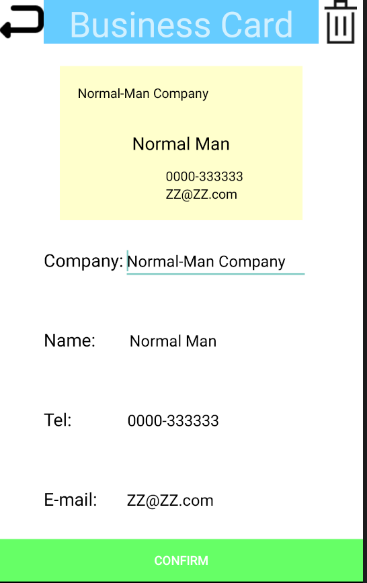 Business Card
Normal-Man Company
Normal Man
0000-333333
ZZ@ZZ.com
Company: Normal-Man Company
Name: Normal Man
Tel: 0000-333333
E-mail: ZZ@ZZ.com
CONFIRM